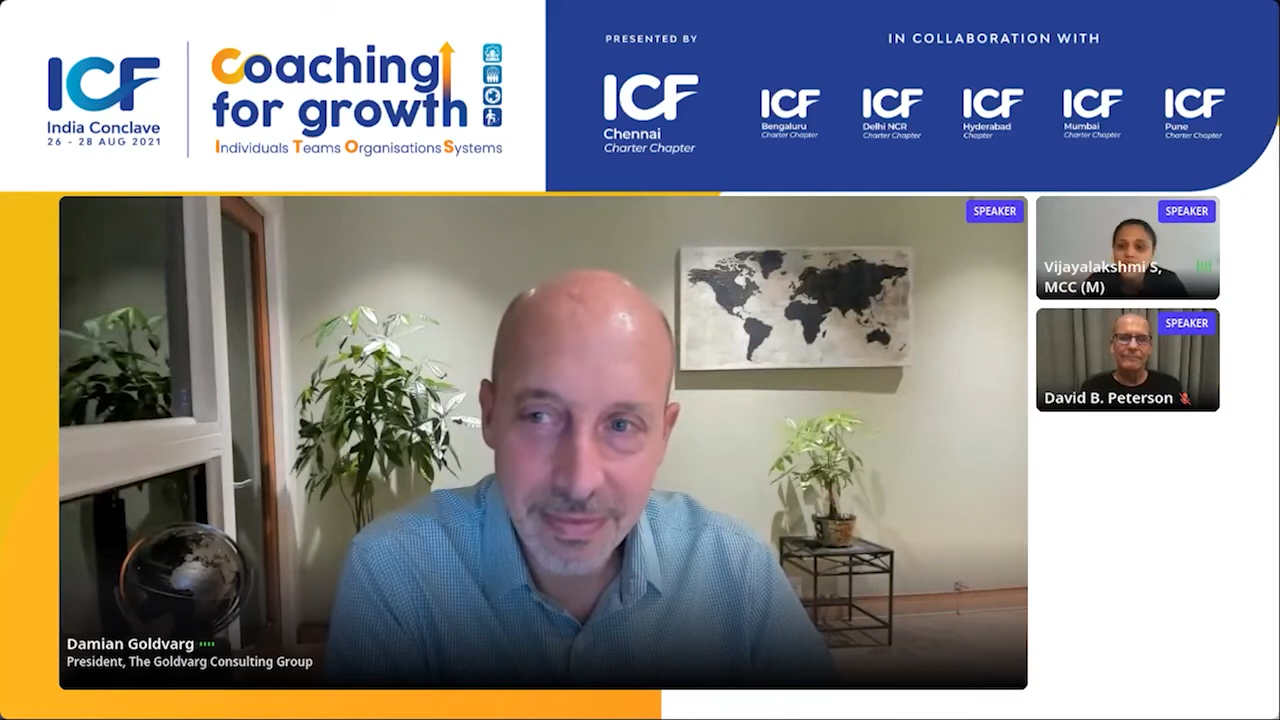 ICF
India Conclave
26 - 28 AUG 2021
Coaching
for growth
Individuals Teams Organisations Systems
PRESENTED BY
ICF
Chennai
Charter Chapter
IN COLLABORATION WITH
ICF
Bengaluru
Charter Chapter
ICF
Delhi NCR
Charter Chapter
ICF
Hyderabad
Chapter
ICF
Mumbai
Charter Chapter
ICF
Pune
Charter Chapter
SPEAKER
Damian Goldvarg
President, The Goldvarg Consulting Group
SPEAKER
Vijayalakshmi S,
MCC (M)
SPEAKER
David B. Peterson